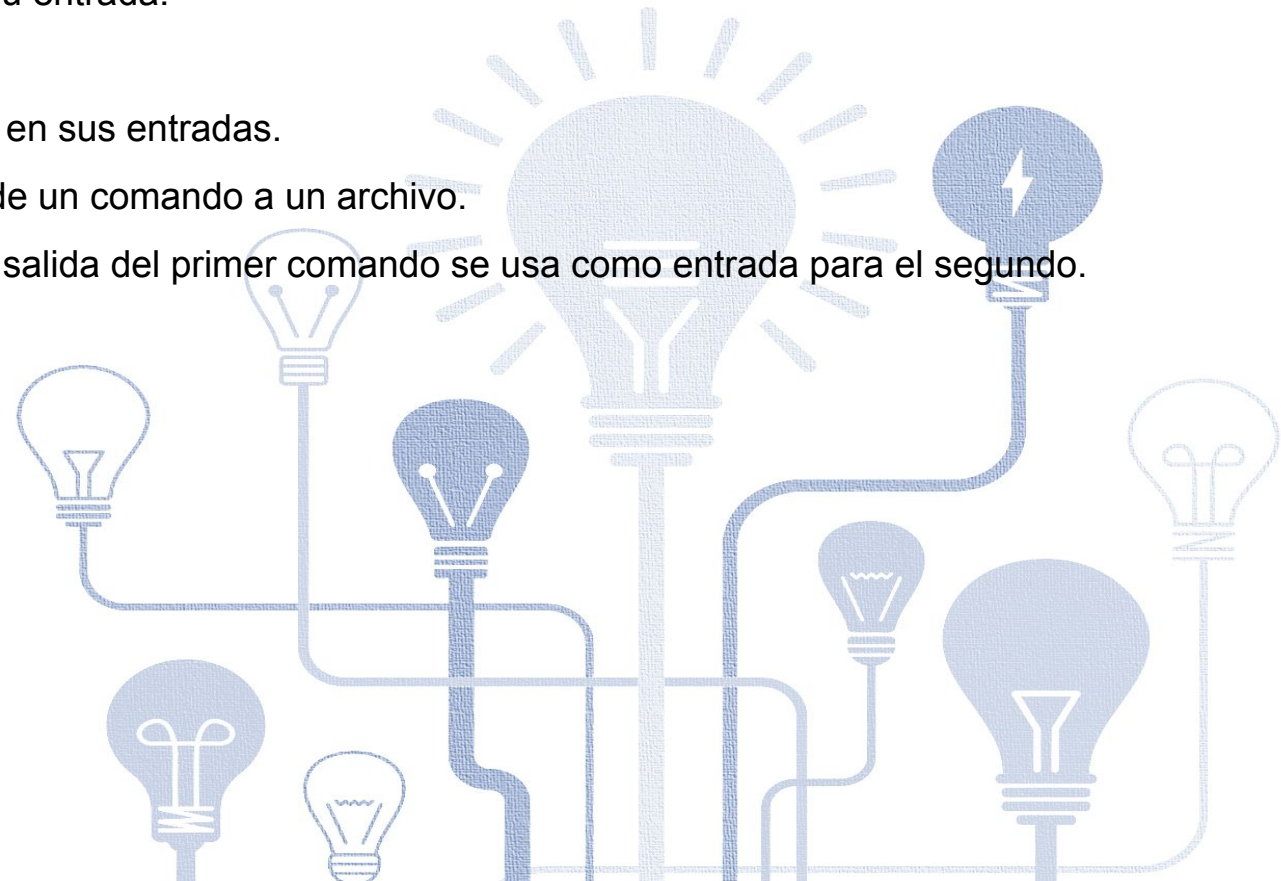 entrada.
en sus entradas.
de un comando a un archivo.
salida del primer comando se usa como entrada para el segundo.